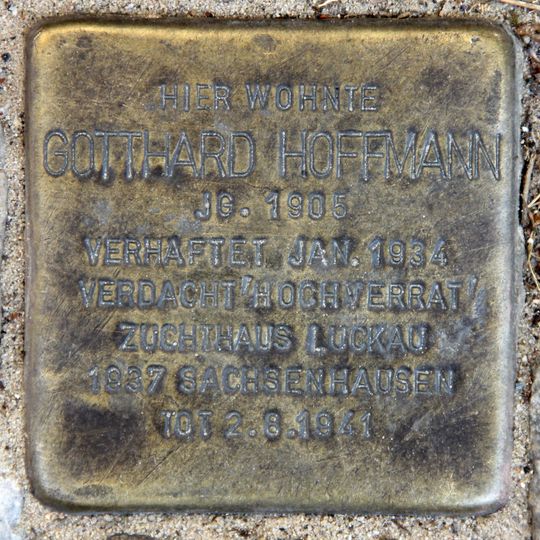 HIER WOHNTE
GOTTHARD HOFFMANN
JG. 1905
VERHAFTET JAN. 1934
VERDACHT 'HOCHVERRAT'
ZUCHTHAUS LUCKAU
1937 SACHSENHAUSEN
TOT 2.8.1941